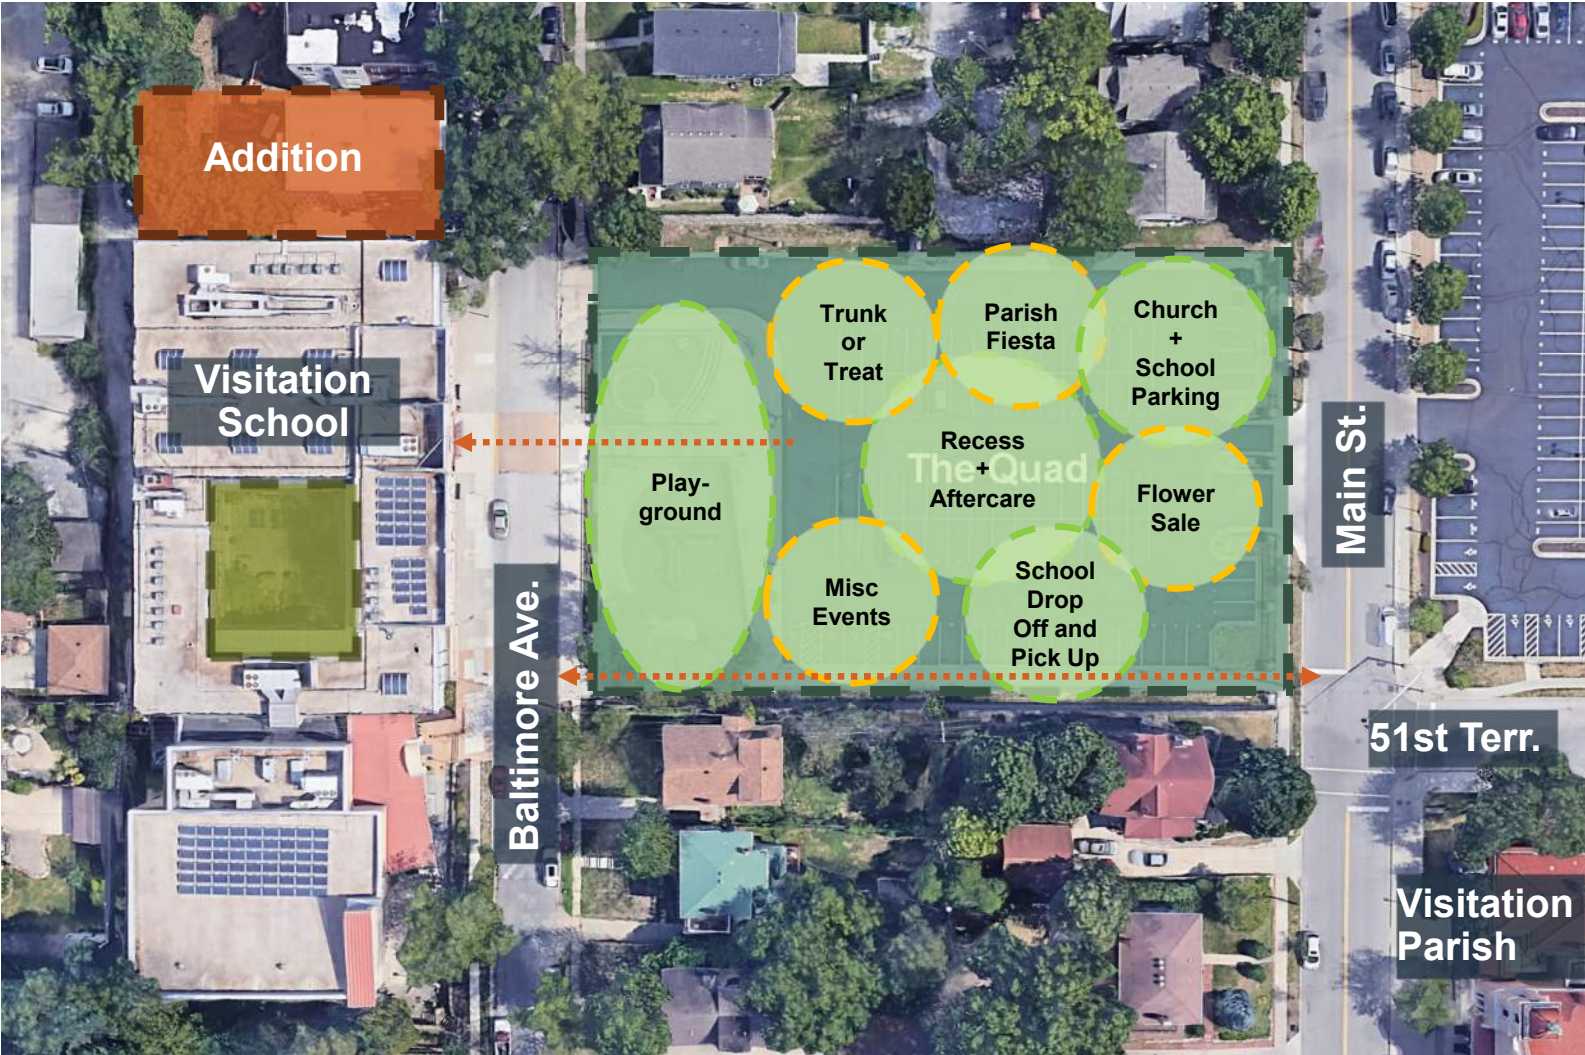 Addition
Visitation
School
Trunk
or
Treat
Parish
Fiesta
Church
+
School
Parking
Play-
ground
The Quad
Recess
+
Aftercare
Flower
Sale
Misc
Events
School
Drop
Off and
Pick Up
Baltimore Ave.
Main St.
51st Terr.
Visitation
Parish